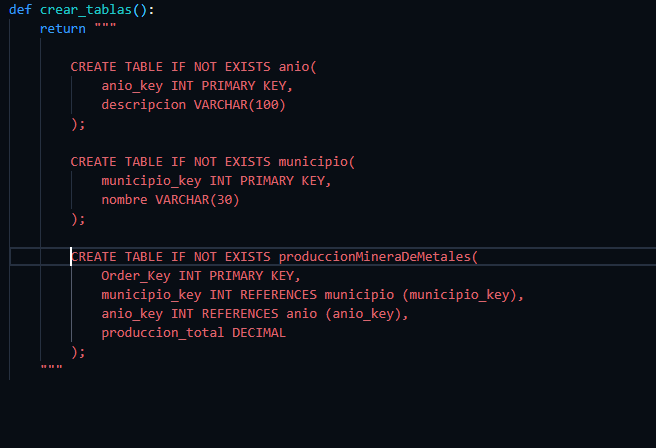 def crear_tablas():
    return """

        CREATE TABLE IF NOT EXISTS anio(
            anio_key INT PRIMARY KEY,
            descripcion VARCHAR(100)
        );

        CREATE TABLE IF NOT EXISTS municipio(
            municipio_key INT PRIMARY KEY,
            nombre VARCHAR(30)
        );

        CREATE TABLE IF NOT EXISTS produccionMineraDeMetales(
            Order_Key INT PRIMARY KEY,
            municipio_key INT REFERENCES municipio (municipio_key),
            anio_key INT REFERENCES anio (anio_key),
            produccion_total DECIMAL
        );
    """